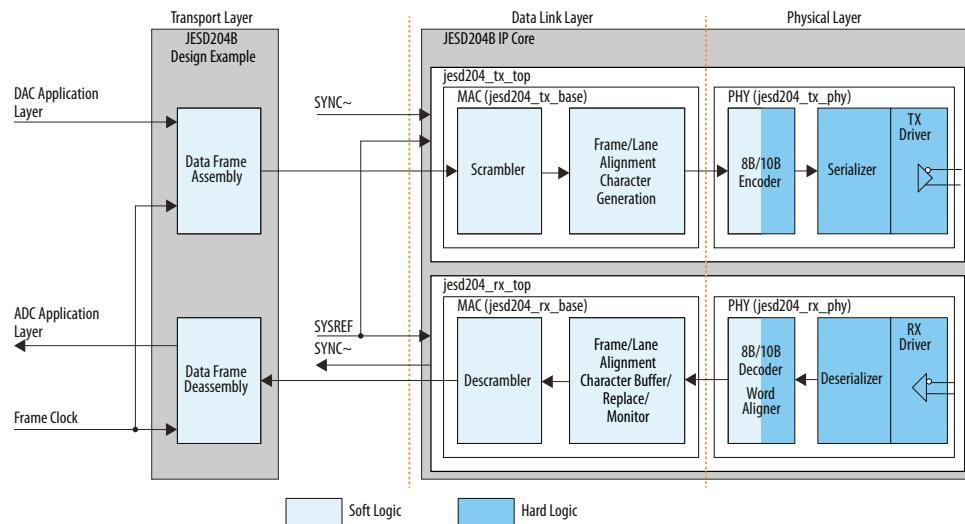 Transport Layer
Data Link Layer
Physical Layer
JESD204B
Design Example
JESD204B IP Core
jesd204_tx_top
DAC Application
Layer
SYNC~
MAC (jesd204_tx_base)
PHY (jesd204_tx_phy)
Data Frame
Assembly
Scrambler
Frame/Lane
Alignment
Character
Generation
8B/10B
Encoder
Serializer
TX
Driver
jesd204_rx_top
ADC Application
Layer
SYSREF
SYNC~
MAC (jesd204_rx_base)
PHY (jesd204_rx_phy)
Data Frame
Deassembly
Descrambler
Frame/Lane
Alignment
Character Buffer/
Replace/
Monitor
8B/10B
Decoder
Word
Aligner
Deserializer
RX
Driver
Frame Clock
Soft Logic
Hard Logic